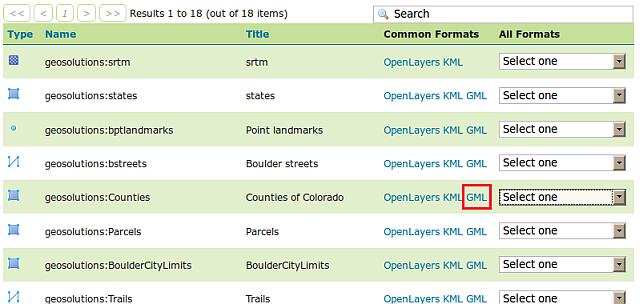 << < 1 > >> Results 1 to 18 (out of 18 items) Search
Type Name Title Common Formats All Formats
geosolutions:srtm srtm OpenLayers KML Select one
geosolutions:states states OpenLayers KML GML Select one
geosolutions:bptlandmarks Point landmarks OpenLayers KML GML Select one
geosolutions:bstreets Boulder streets OpenLayers KML GML Select one
geosolutions:Counties Counties of Colorado OpenLayers KML GML Select one
geosolutions:Parcels Parcels OpenLayers KML GML Select one
geosolutions:BoulderCityLimits BoulderCityLimits OpenLayers KML GML Select one
geosolutions:Trails Trails OpenLayers KML GML Select one